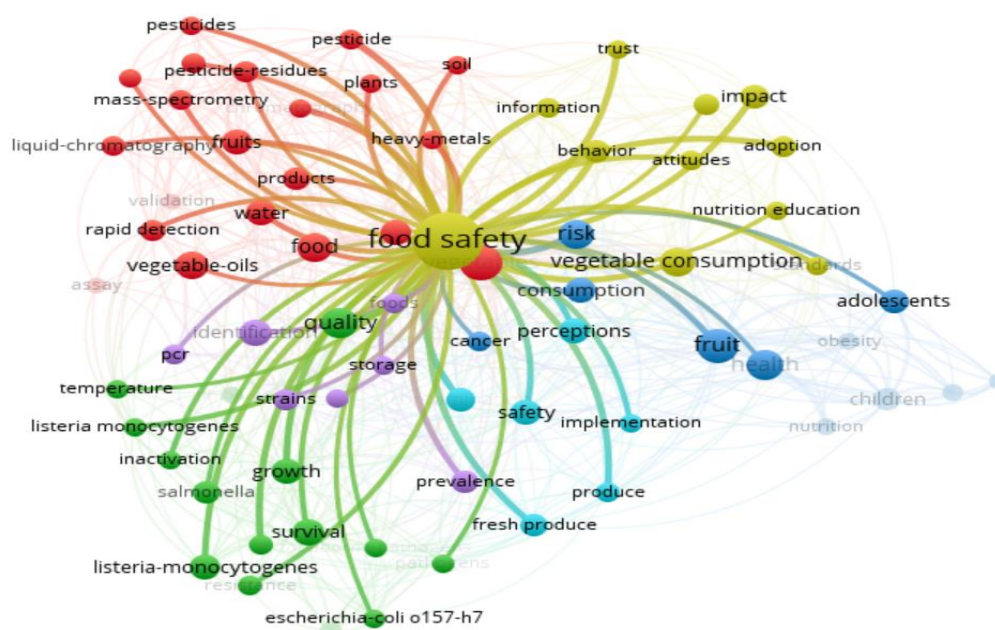 pesticides
pesticide
trust
soil
pesticide-residues
plants
mass-spectrometry
information
impact
liquid-chromatography
fruits
heavy-metals
behavior
attitudes
adoption
products
validation
water
nutrition education
rapid detection
food
food safety
risk
vegetable-oils
vegetable consumption
standards
assay
consumption
adolescents
foods
identification
quality
perceptions
cancer
fruit
obesity
pcr
storage
health
temperature
strains
children
listeria monocytogenes
safety
implementation
nutrition
inactivation
growth
prevalence
salmonella
produce
survival
fresh produce
listeria-monocytogenes
resistance
escherichia-coli o157-h7